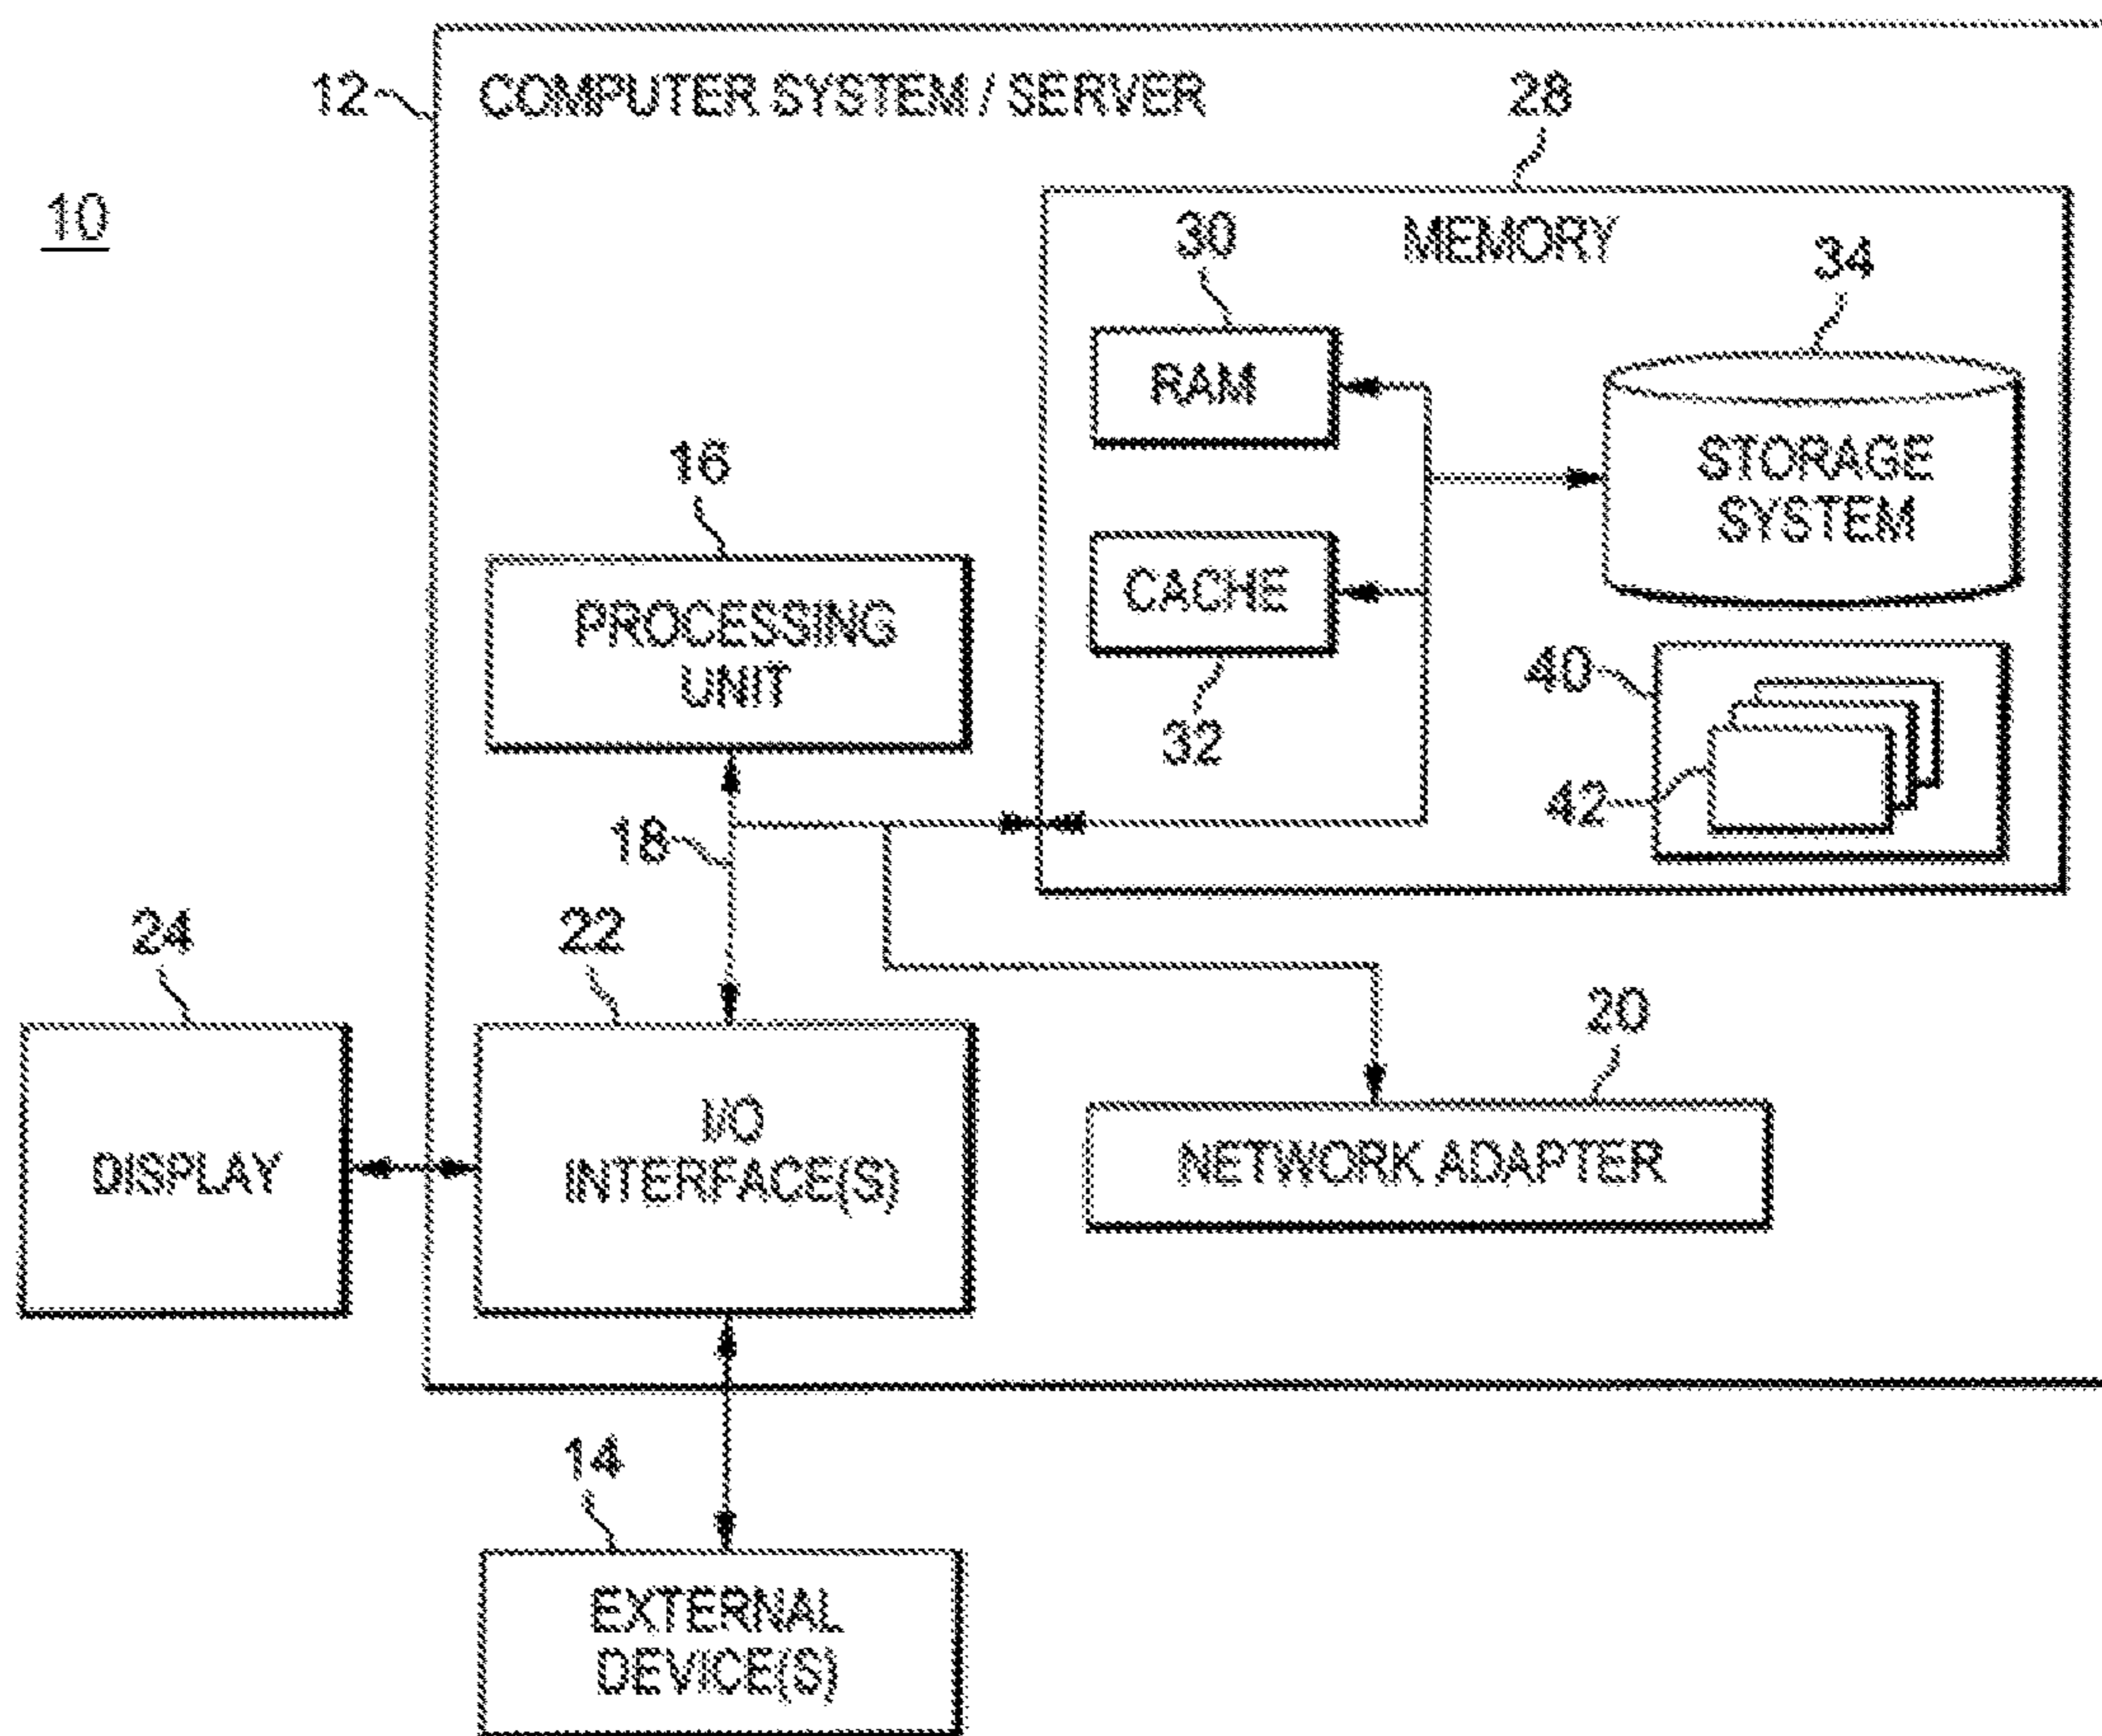 12
COMPUTER SYSTEM / SERVER
28
10
30
MEMORY
34
RAM
16
STORAGE
SYSTEM
CACHE
PROCESSING
UNIT
40
32
42
18
24
22
20
I/O
INTERFACE(S)
DISPLAY
NETWORK ADAPTER
14
EXTERNAL
DEVICE(S)